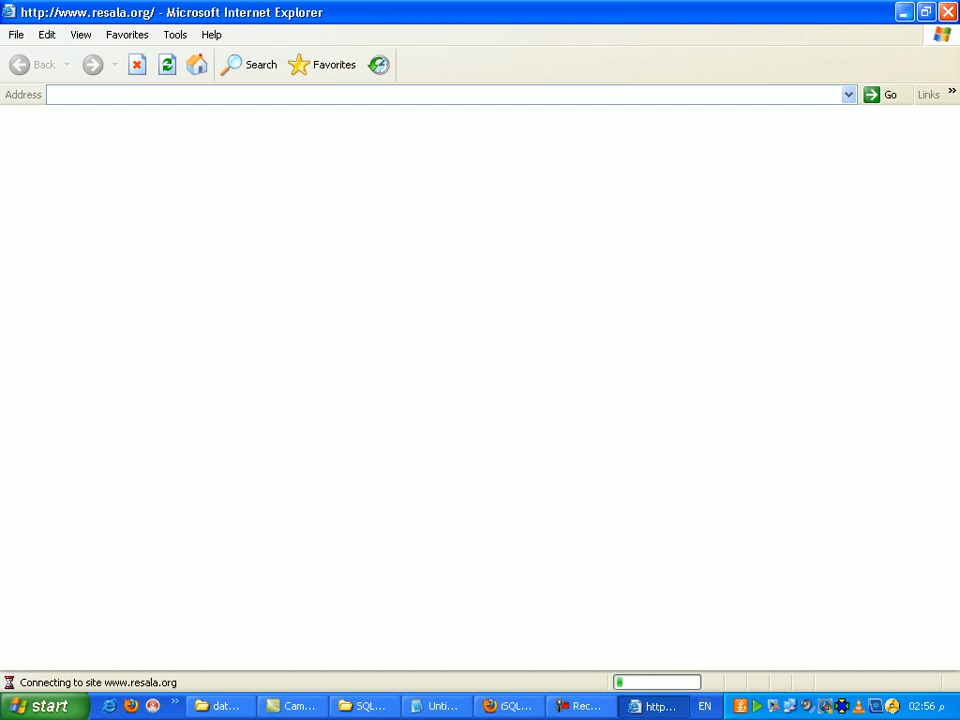 http://www.resala.org/ - Microsoft Internet Explorer
File Edit View Favorites Tools Help
Back Search Favorites
Address Go Links »
Connecting to site www.resala.org
start » dat... Cam... SQL... Unti... iSQL... Rec... http... EN 02:56 م